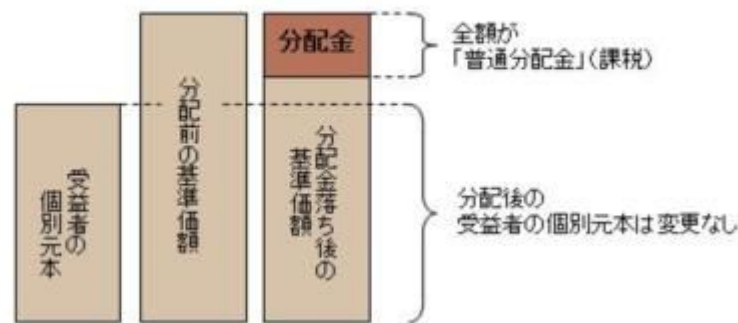 受益者の
個別元本
分配前の基準価額
分配金
分配金落ち後の
基準価額
全額が
「普通分配金」(課税)
分配後の
受益者の個別元本は変更なし